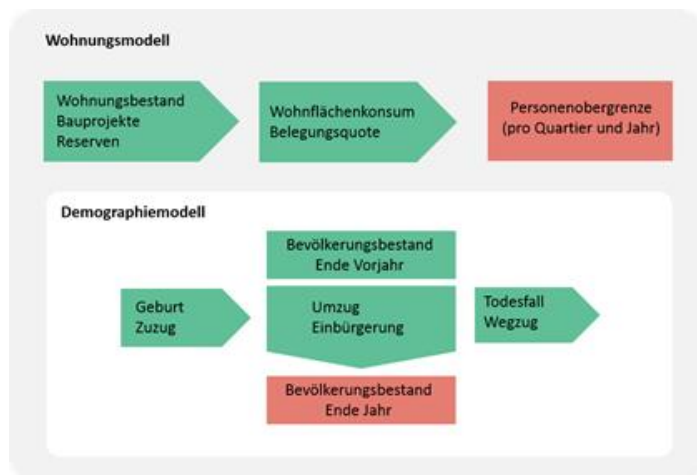 Wohnungsmodell
Wohnungsbestand
Bauprojekte
Reserven
Wohnflächenkonsum
Belegungsquote
Personenobergrenze
(pro Quartier und Jahr)
Demographiemodell
Bevölkerungsbestand
Ende Vorjahr
Geburt
Zuzug
Umzug
Einbürgerung
Todesfall
Wegzug
Bevölkerungsbestand
Ende Jahr